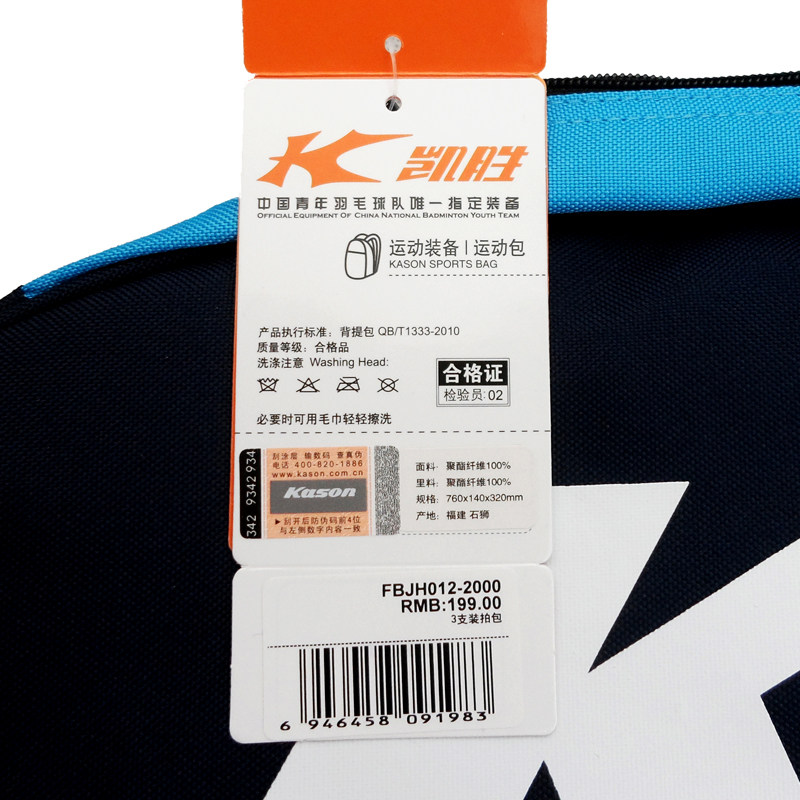 凯胜
中国青年羽毛球队唯一指定装备
OFFICIAL EQUIPMENT OF CHINA NATIONAL BADMINTON YOUTH TEAM
运动装备 | 运动包
KASON SPORTS BAG
产品执行标准: 背提包 QB/T1333-2010
质量等级: 合格品
洗涤注意 Washing Head:
合格证
检验员: 02
必要时可用毛巾轻轻擦洗
342 9342 934
刮涂层 输数码 查真伪
电话: 400-820-1886
www.kason.com.cn
Kason
▶刮开后防伪码前4位
与左侧数字内容一致
面料: 聚酯纤维100%
里料: 聚酯纤维100%
规格: 760x140x320mm
产地: 福建 石狮
FBJH012-2000
RMB:199.00
3支装拍包
6 946458 091983